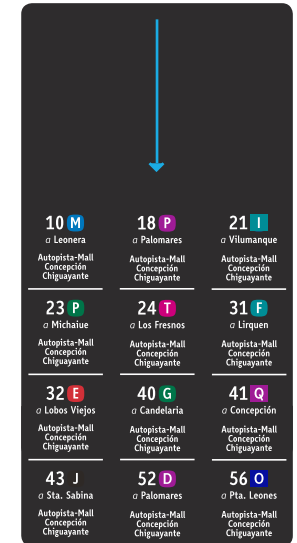 10 M 18 P 21 I
a Leonera a Palomares a Vilumanque
Autopista-Mall Autopista-Mall Autopista-Mall
Concepción Concepción Concepción
Chiguayante Chiguayante Chiguayante
23 P 24 T 31 F
a Michaiue a Los Fresnos a Lirquen
Autopista-Mall Autopista-Mall Autopista-Mall
Concepción Concepción Concepción
Chiguayante Chiguayante Chiguayante
32 E 40 G 41 Q
a Lobos Viejos a Candelaria a Concepción
Autopista-Mall Autopista-Mall Autopista-Mall
Concepción Concepción Concepción
Chiguayante Chiguayante Chiguayante
43 J 52 D 56 O
a Sta. Sabina a Palomares a Pta. Leones
Autopista-Mall Autopista-Mall Autopista-Mall
Concepción Concepción Concepción
Chiguayante Chiguayante Chiguayante